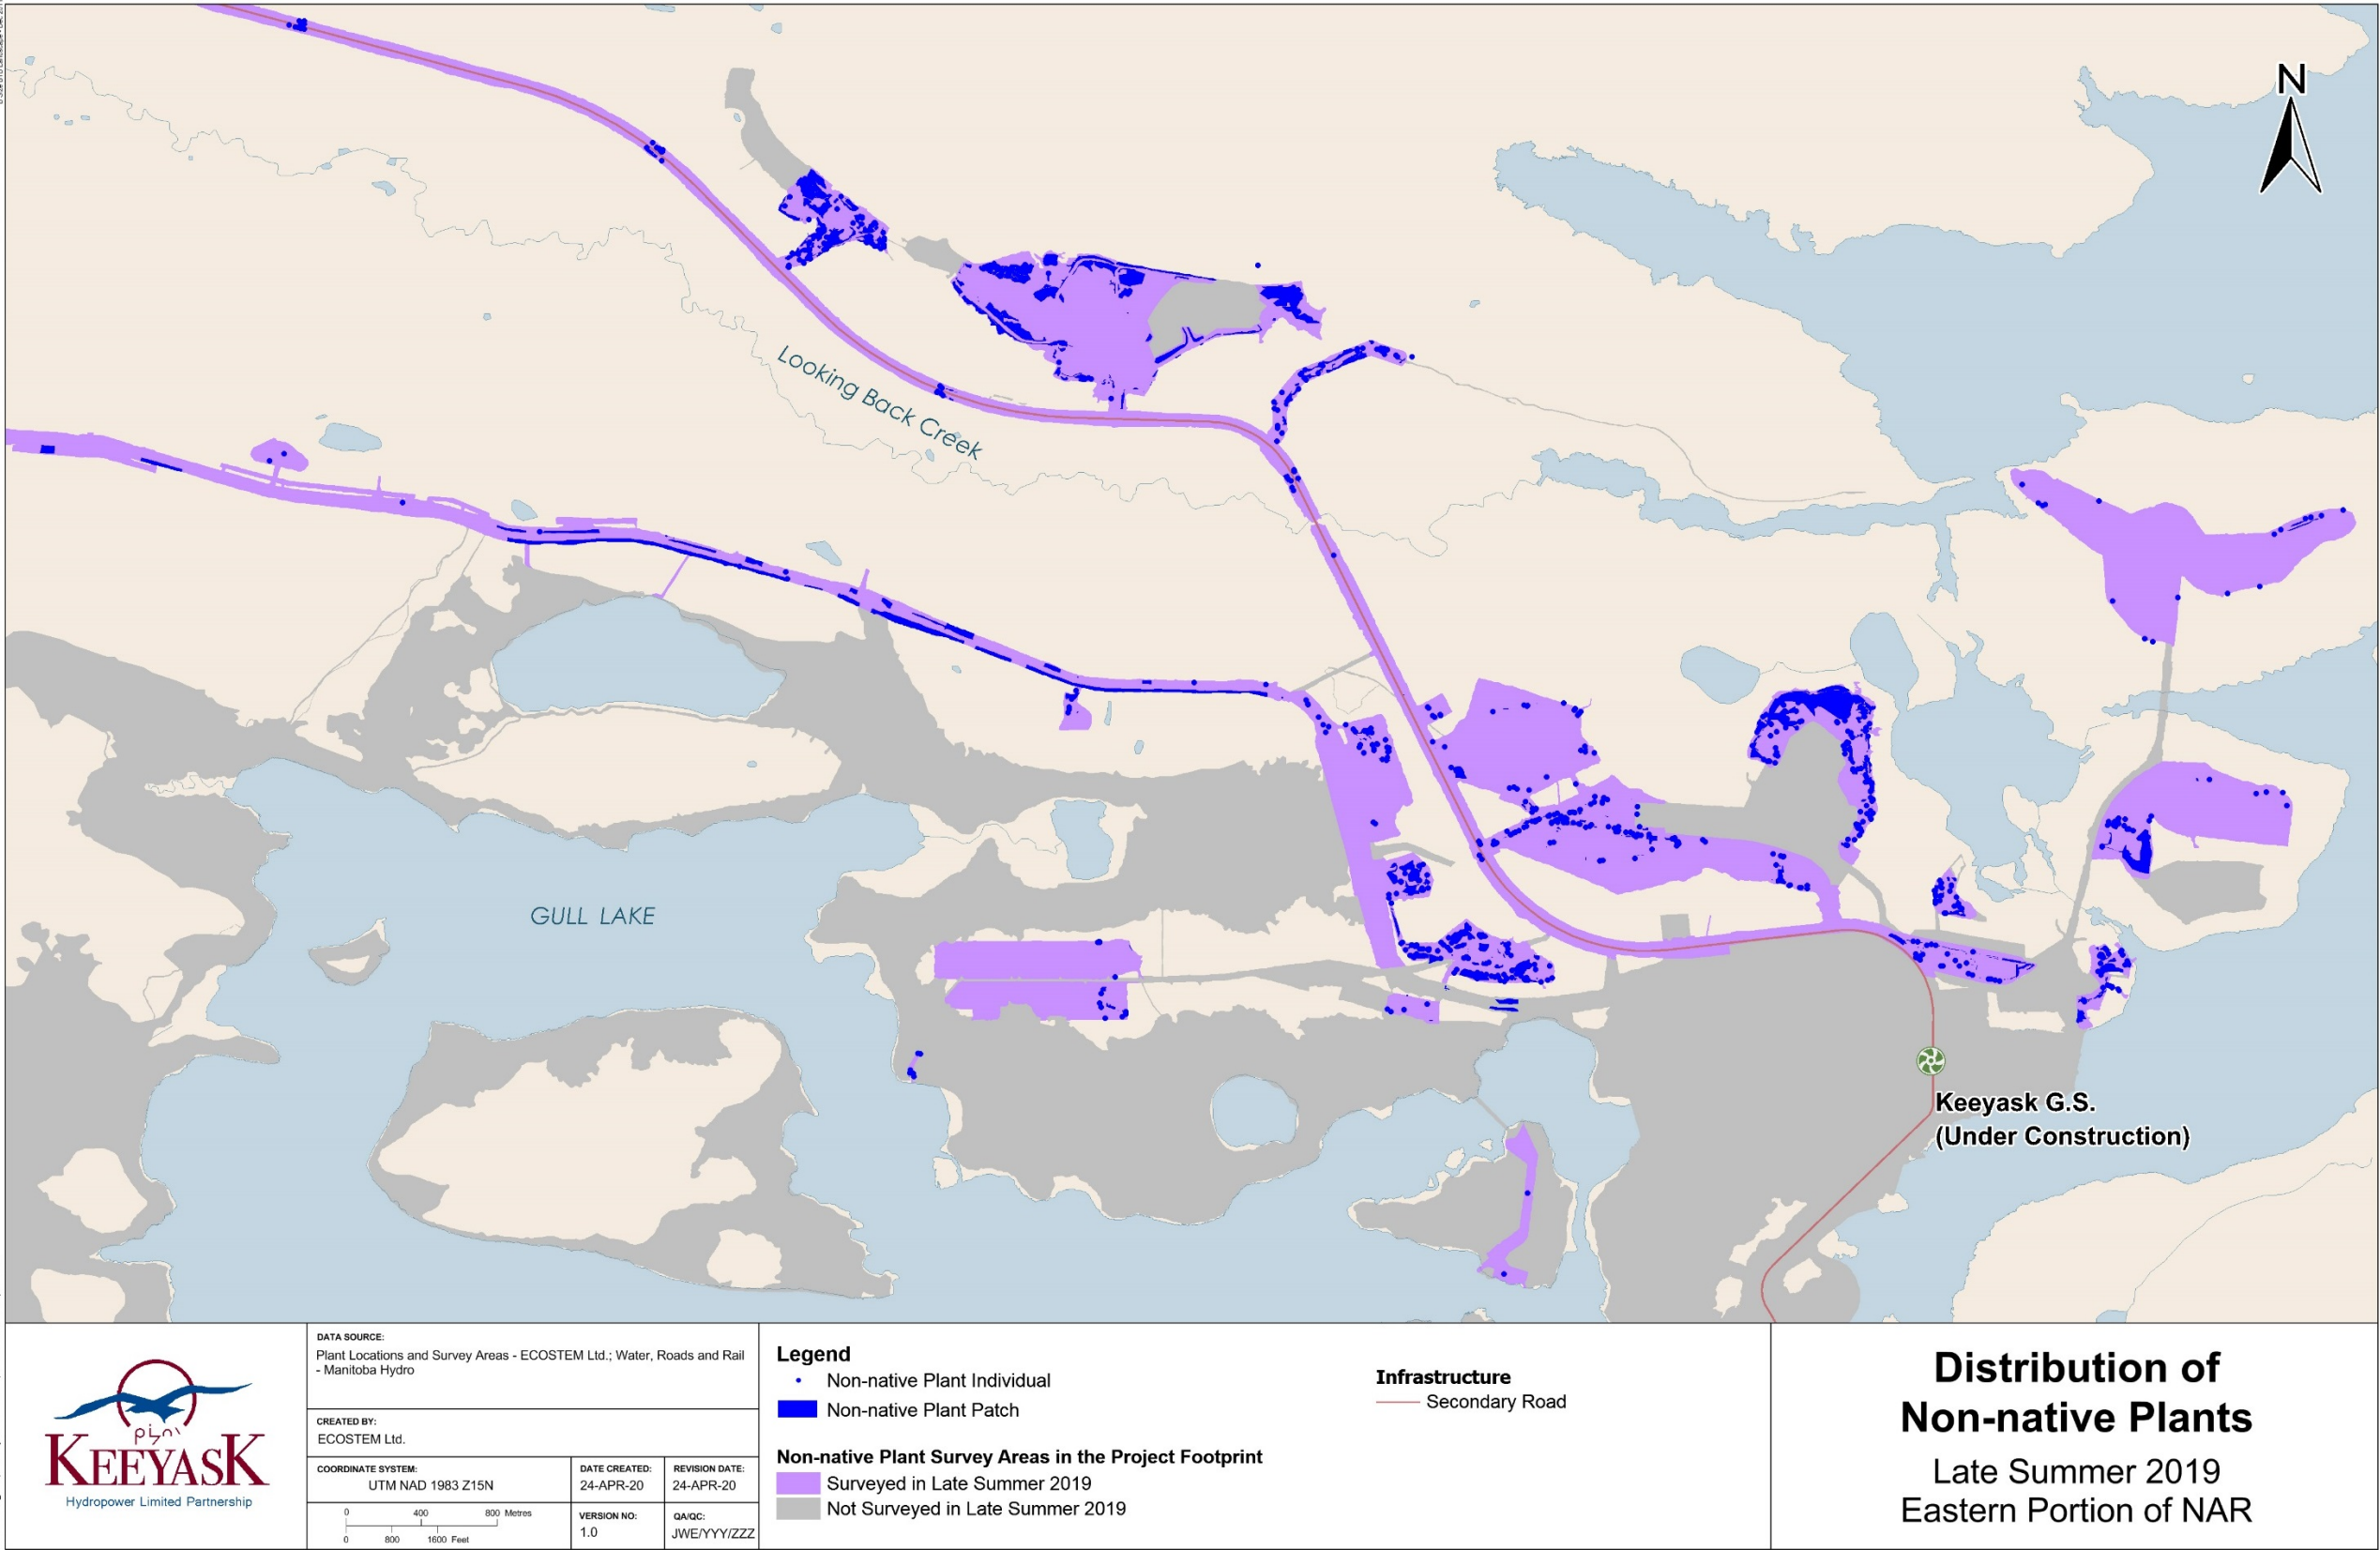 N
Looking Back Creek
GULL LAKE
Keeyask G.S.
(Under Construction)
ᑭᔭᐢᐠ
KEEYASK
Hydropower Limited Partnership
DATA SOURCE:
Plant Locations and Survey Areas - ECOSTEM Ltd.; Water, Roads and Rail
- Manitoba Hydro
CREATED BY:
ECOSTEM Ltd.
COORDINATE SYSTEM:
UTM NAD 1983 Z15N
DATE CREATED:
24-APR-20
REVISION DATE:
24-APR-20
0 400 800 Metres
0 800 1600 Feet
VERSION NO:
1.0
QA/QC:
JWE/YYY/ZZZ
Legend
Non-native Plant Individual
Non-native Plant Patch
Non-native Plant Survey Areas in the Project Footprint
Surveyed in Late Summer 2019
Not Surveyed in Late Summer 2019
Infrastructure
Secondary Road
Distribution of
Non-native Plants
Late Summer 2019
Eastern Portion of NAR